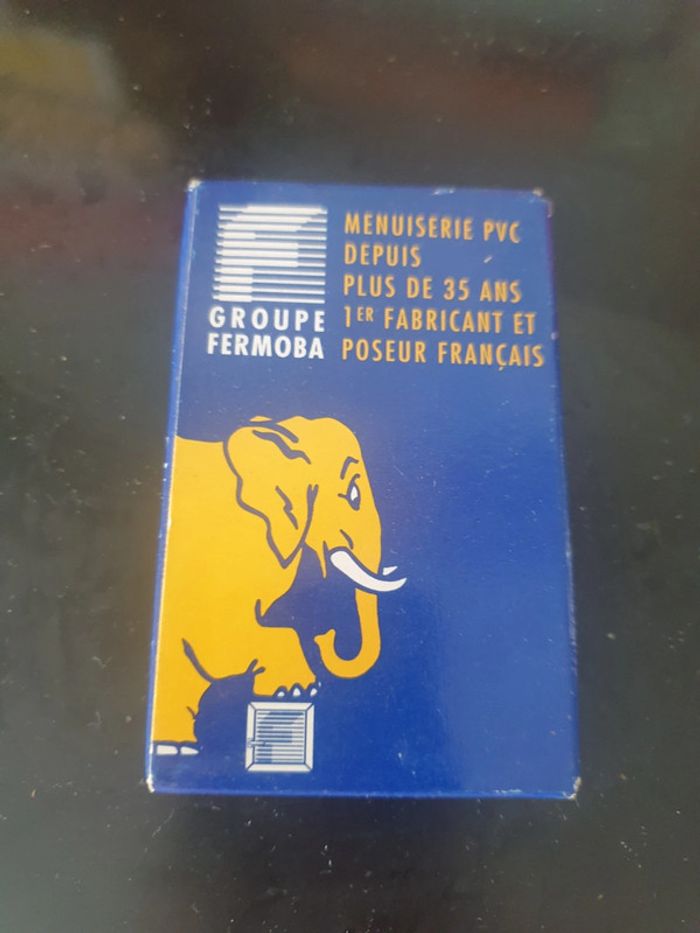 GROUPE
FERMOBA
MENUISERIE PVC
DEPUIS
PLUS DE 35 ANS
1ER FABRICANT ET
POSEUR FRANÇAIS